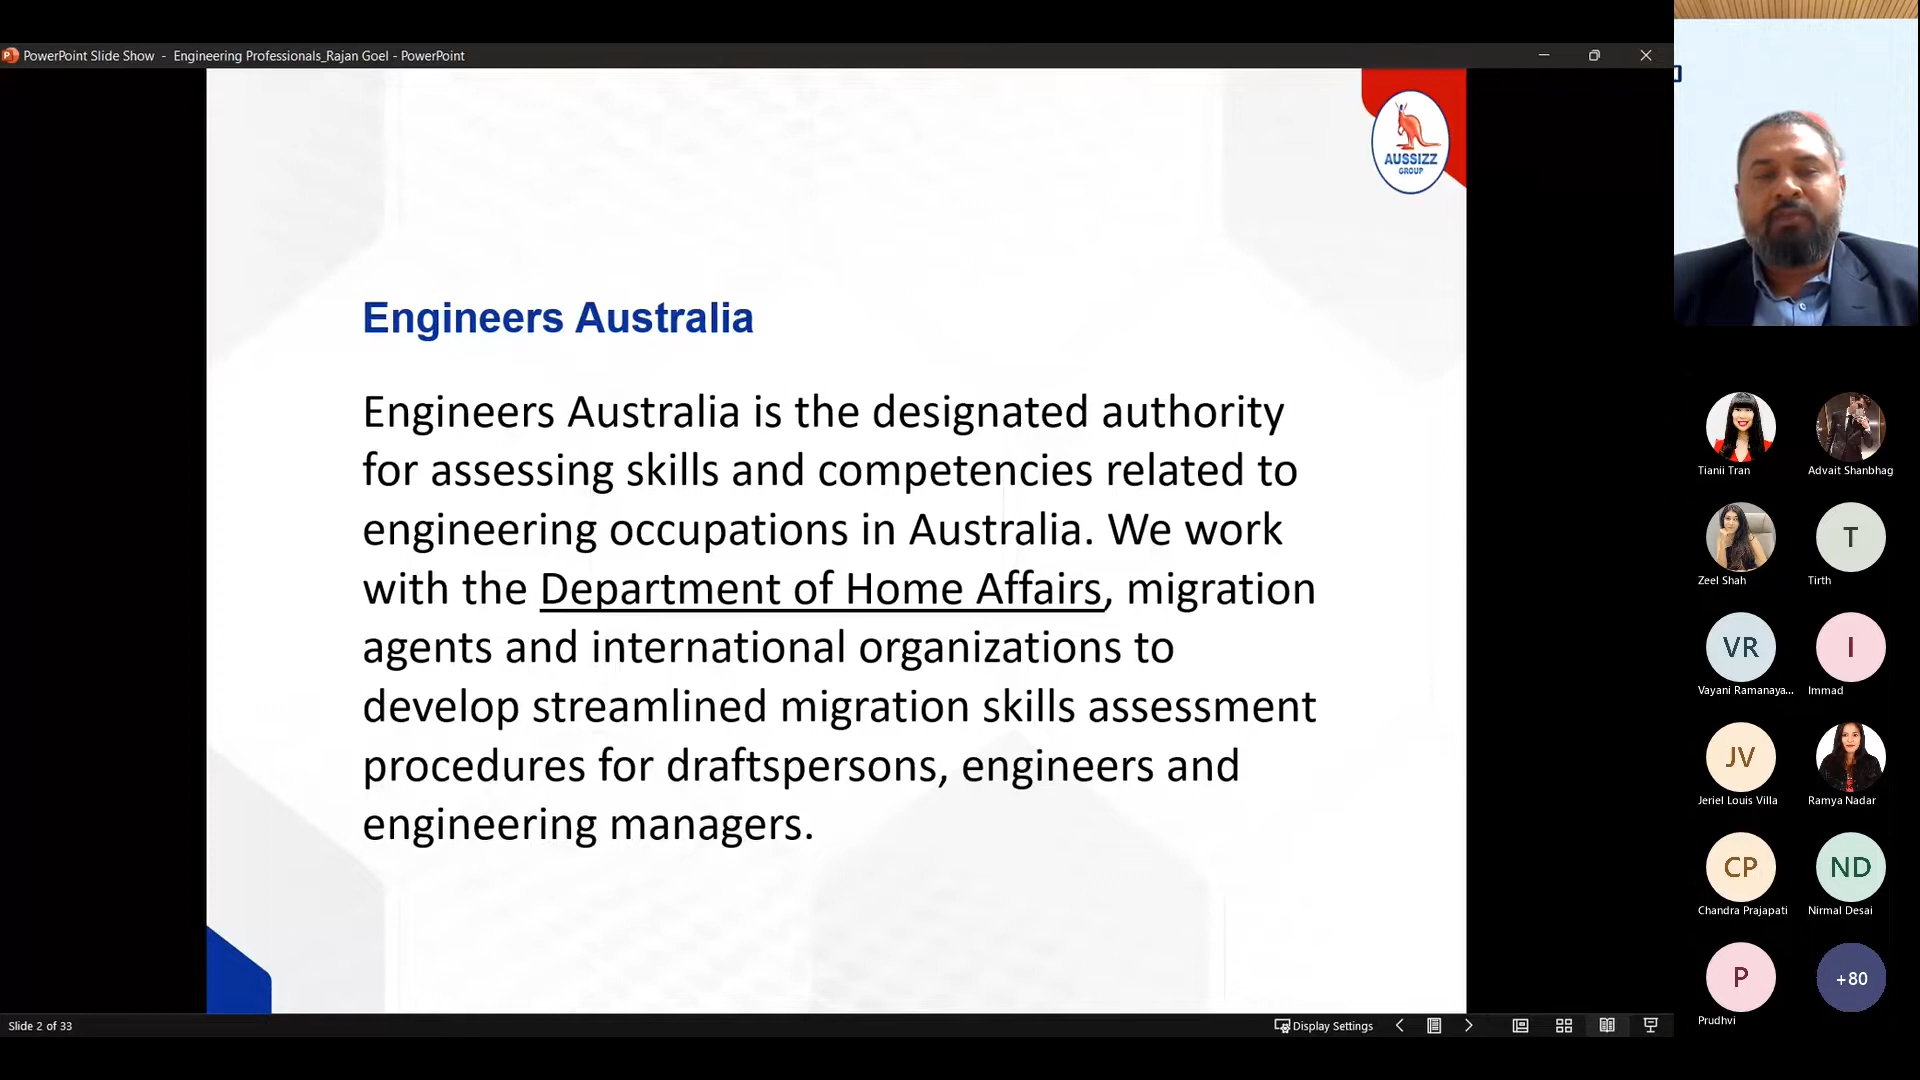 PowerPoint Slide Show - Engineering Professionals_Rajan Goel - PowerPoint
AUSSIZZ
GROUP
Engineers Australia
Engineers Australia is the designated authority
for assessing skills and competencies related to
engineering occupations in Australia. We work
with the Department of Home Affairs, migration
agents and international organizations to
develop streamlined migration skills assessment
procedures for draftspersons, engineers and
engineering managers.
Slide 2 of 33
Display Settings
Tianii Tran
Advait Shanbhag
Zeel Shah
T
Tirth
VR
Vayani Ramanaya...
I
Immad
JV
Jeriel Louis Villa
Ramya Nadar
CP
Chandra Prajapati
ND
Nirmal Desai
P
Prudhvi
+80